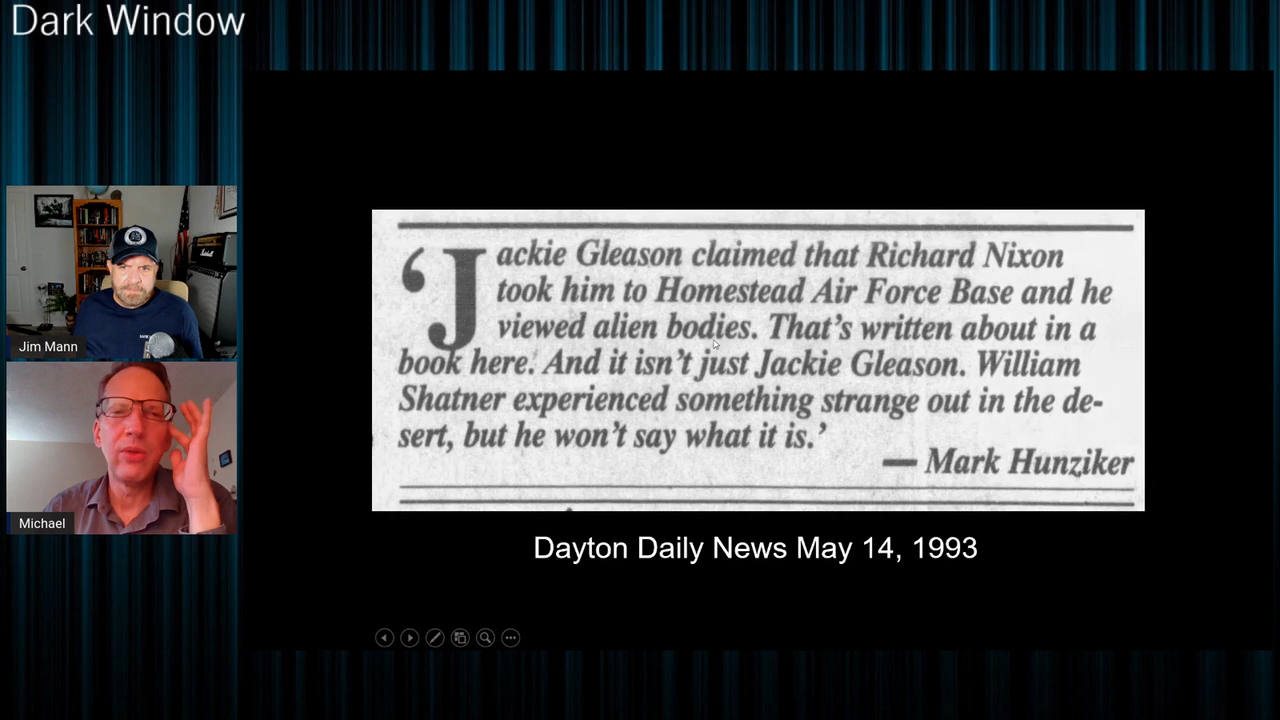 Dark Window
‘Jackie Gleason claimed that Richard Nixon
took him to Homestead Air Force Base and he
viewed alien bodies. That’s written about in a
book here. And it isn’t just Jackie Gleason. William
Shatner experienced something strange out in the de-
sert, but he won’t say what it is.’
— Mark Hunziker
Dayton Daily News May 14, 1993
Jim Mann
Michael